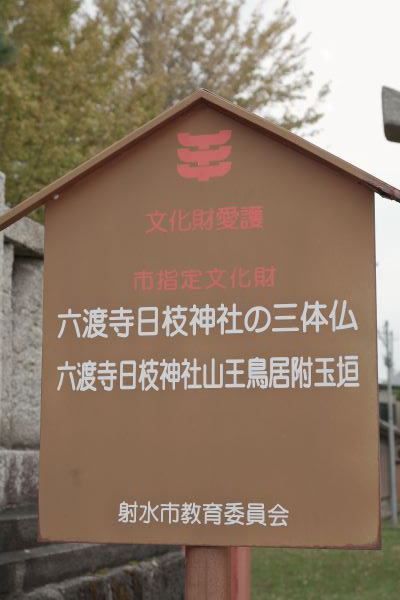 文化財愛護
市指定文化財
六渡寺日枝神社の三体仏
六渡寺日枝神社山王鳥居附玉垣
射水市教育委員会